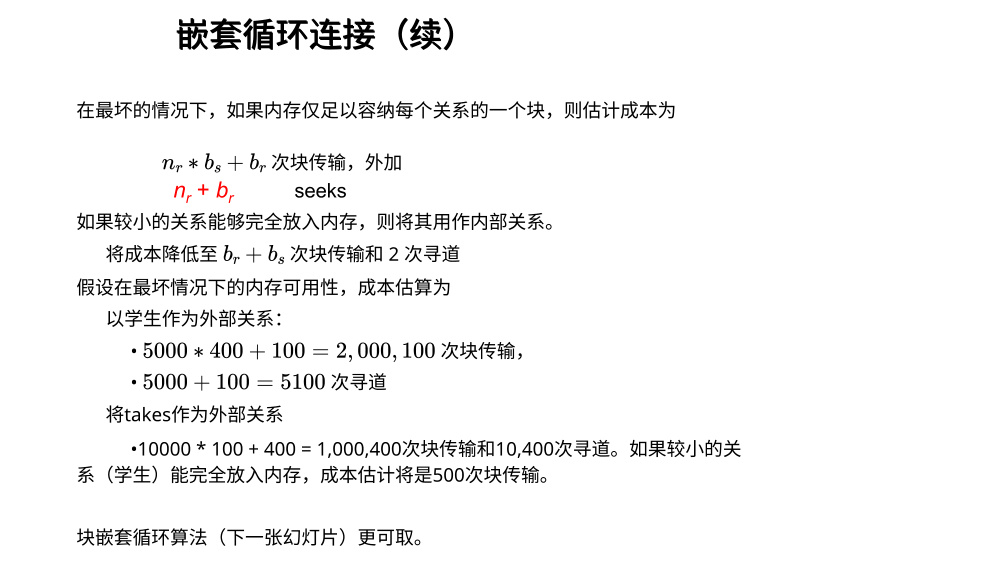 嵌套循环连接（续）
在最坏的情况下，如果内存仅足以容纳每个关系的一个块，则估计成本为
n_r * b_s + b_r 次块传输，外加
n_r + b_r seeks
如果较小的关系能够完全放入内存，则将其用作内部关系。
将成本降低至 b_r + b_s 次块传输和 2 次寻道
假设在最坏情况下的内存可用性，成本估算为
以学生作为外部关系：
• 5000 * 400 + 100 = 2, 000, 100 次块传输，
• 5000 + 100 = 5100 次寻道
将takes作为外部关系
•10000 * 100 + 400 = 1,000,400次块传输和10,400次寻道。如果较小的关
系（学生）能完全放入内存，成本估计将是500次块传输。
块嵌套循环算法（下一张幻灯片）更可取。